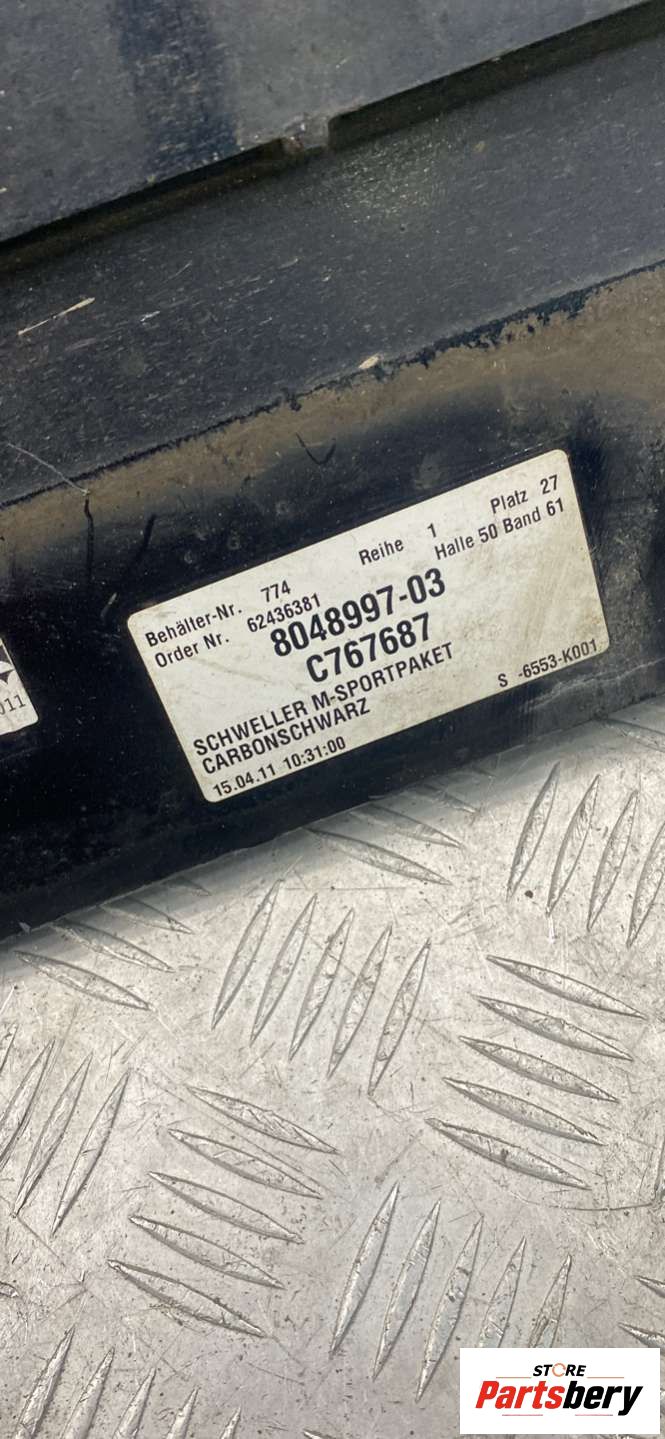 Behälter-Nr. 774 Reihe 1 Platz 27
Order Nr. 62436381 Halle 50 Band 61
8048997-03
C767687
SCHWELLER M-SPORTPAKET
CARBONSCHWARZ
15.04.11 10:31:00 S -6553-K001
011
STORE
Partsbery